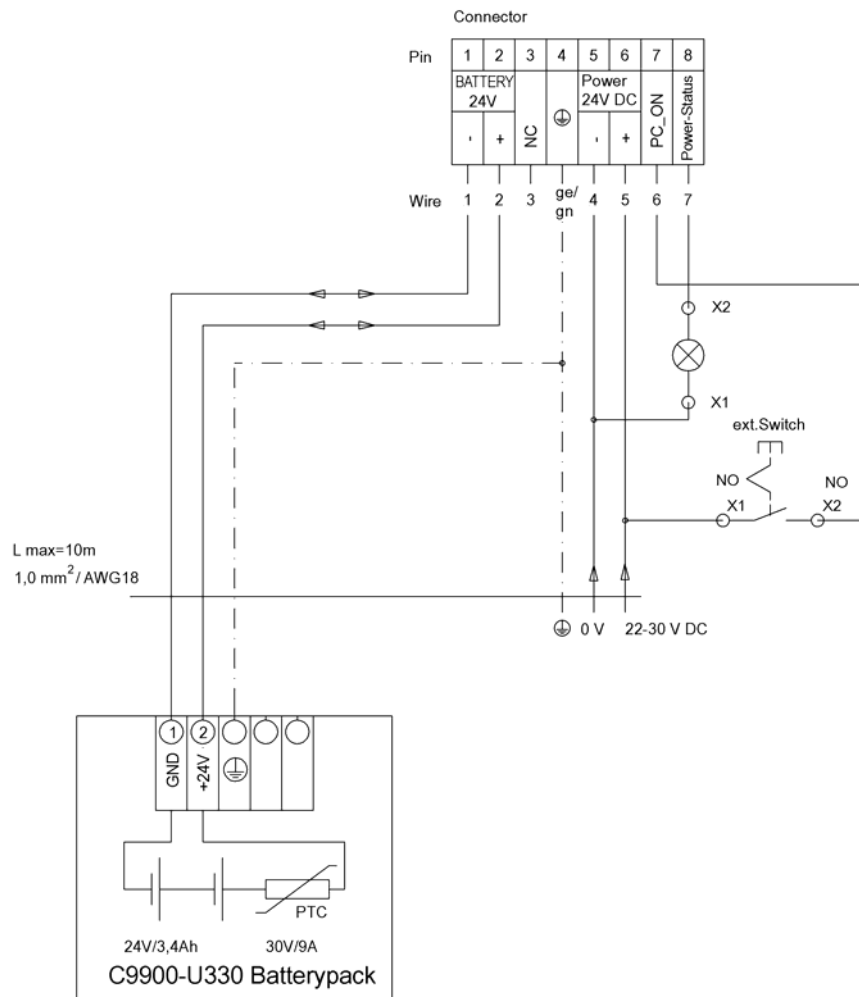 Connector
Pin 1 2 3 4 5 6 7 8
BATTERY
24V
- +
NC
Power
24V DC
- +
PC_ON
Power-Status
Wire 1 2 3 ge/
gn 4 5 6 7
X2
X1
ext.Switch
NO NO
X1 X2
L max=10m
1,0 mm²/AWG18
0 V 22-30 V DC
1 2
GND
+24V
PTC
24V/3,4Ah 30V/9A
C9900-U330 Batterypack